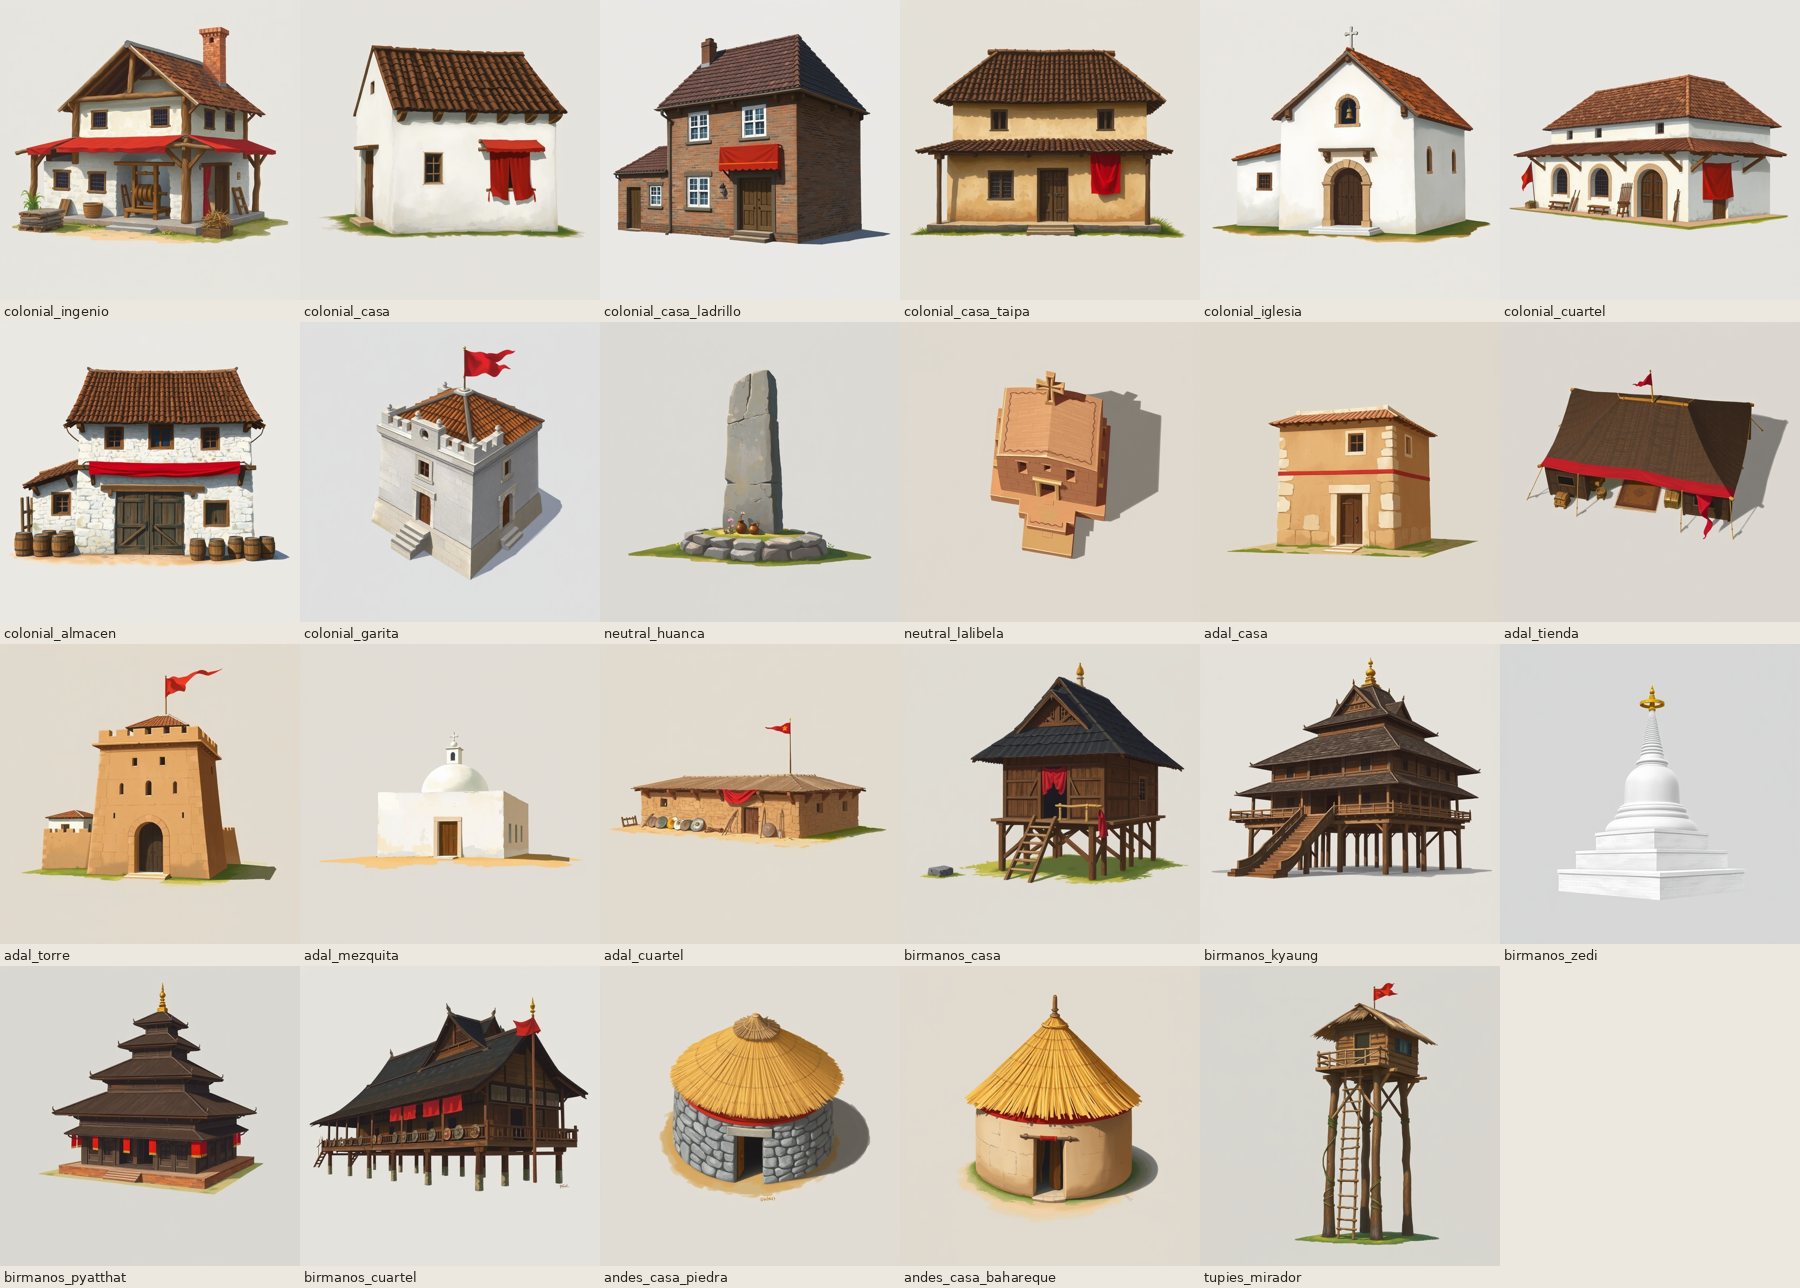 colonial_ingenio
colonial_casa
colonial_casa_ladrillo
colonial_casa_taipa
colonial_iglesia
colonial_cuartel
colonial_almacen
colonial_garita
neutral_huanca
neutral_lalibela
adal_casa
adal_tienda
adal_torre
adal_mezquita
adal_cuartel
birmanos_casa
birmanos_kyaung
birmanos_zedi
birmanos_pyatthat
birmanos_cuartel
andes_casa_piedra
andes_casa_bahareque
tupies_mirador